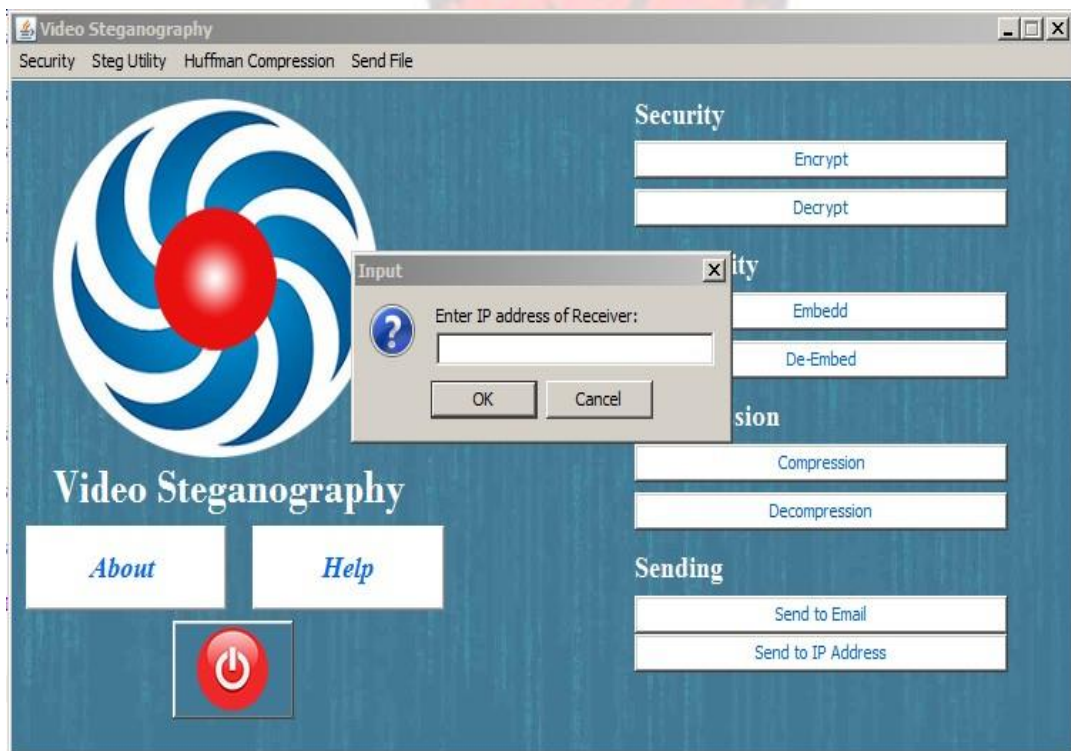 Video Steganography
Security Steg Utility Huffman Compression Send File
Security
Encrypt
Decrypt
ity
Embedd
De-Embed
sion
Compression
Decompression
Sending
Send to Email
Send to IP Address
Input
Enter IP address of Receiver:
OK Cancel
Video Steganography
About Help